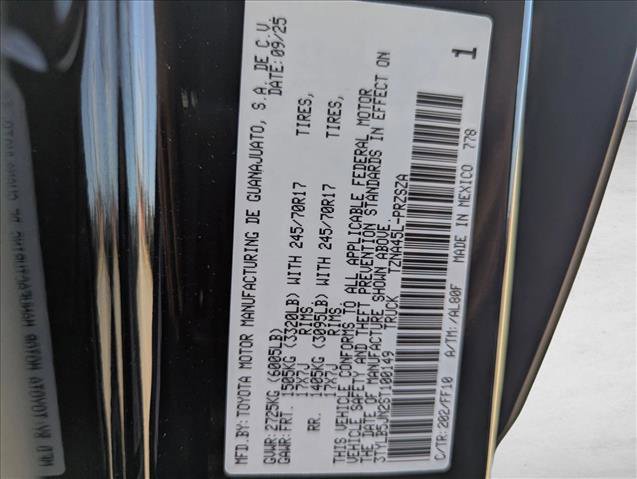 MFD.BY:TOYOTA MOTOR MANUFACTURING DE GUANAJUATO, S.A. DE C.V.
DATE: 09/25
GVWR: 2725KG (6005LB)
GAWR: FRT. 1505KG (3320LB) WITH 245/70R17 TIRES,
17X7J RIMS.
RR. 1405KG (3095LB) WITH 245/70R17 TIRES,
17X7J RIMS.
THIS VEHICLE CONFORMS TO ALL APPLICABLE FEDERAL MOTOR
VEHICLE SAFETY AND THEFT PREVENTION STANDARDS IN EFFECT ON
THE DATE OF MANUFACTURE SHOWN ABOVE.
3TYLB5JN2ST100149 TRUCK TZNA45L-PRZSZA
C/TR:202/FF10 A/TM:/AL80F MADE IN MEXICO 778
1